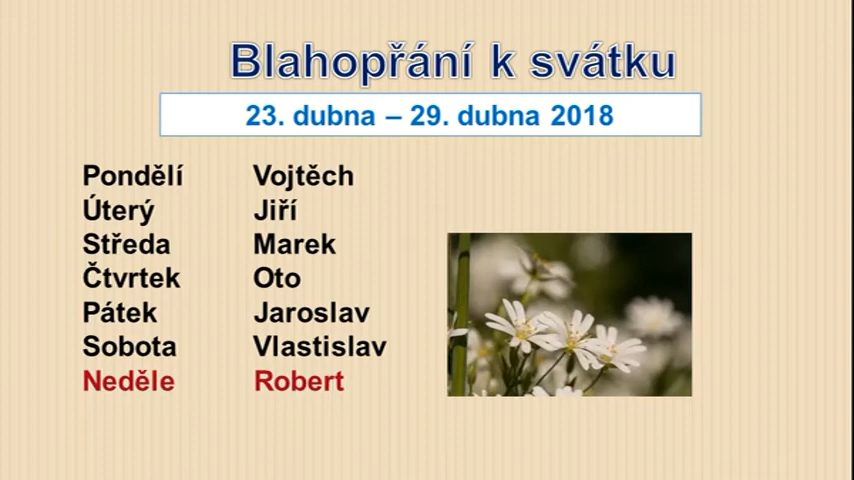 Blahopřání k svátku
23. dubna – 29. dubna 2018
Pondělí Vojtěch
Úterý Jiří
Středa Marek
Čtvrtek Oto
Pátek Jaroslav
Sobota Vlastislav
Neděle Robert